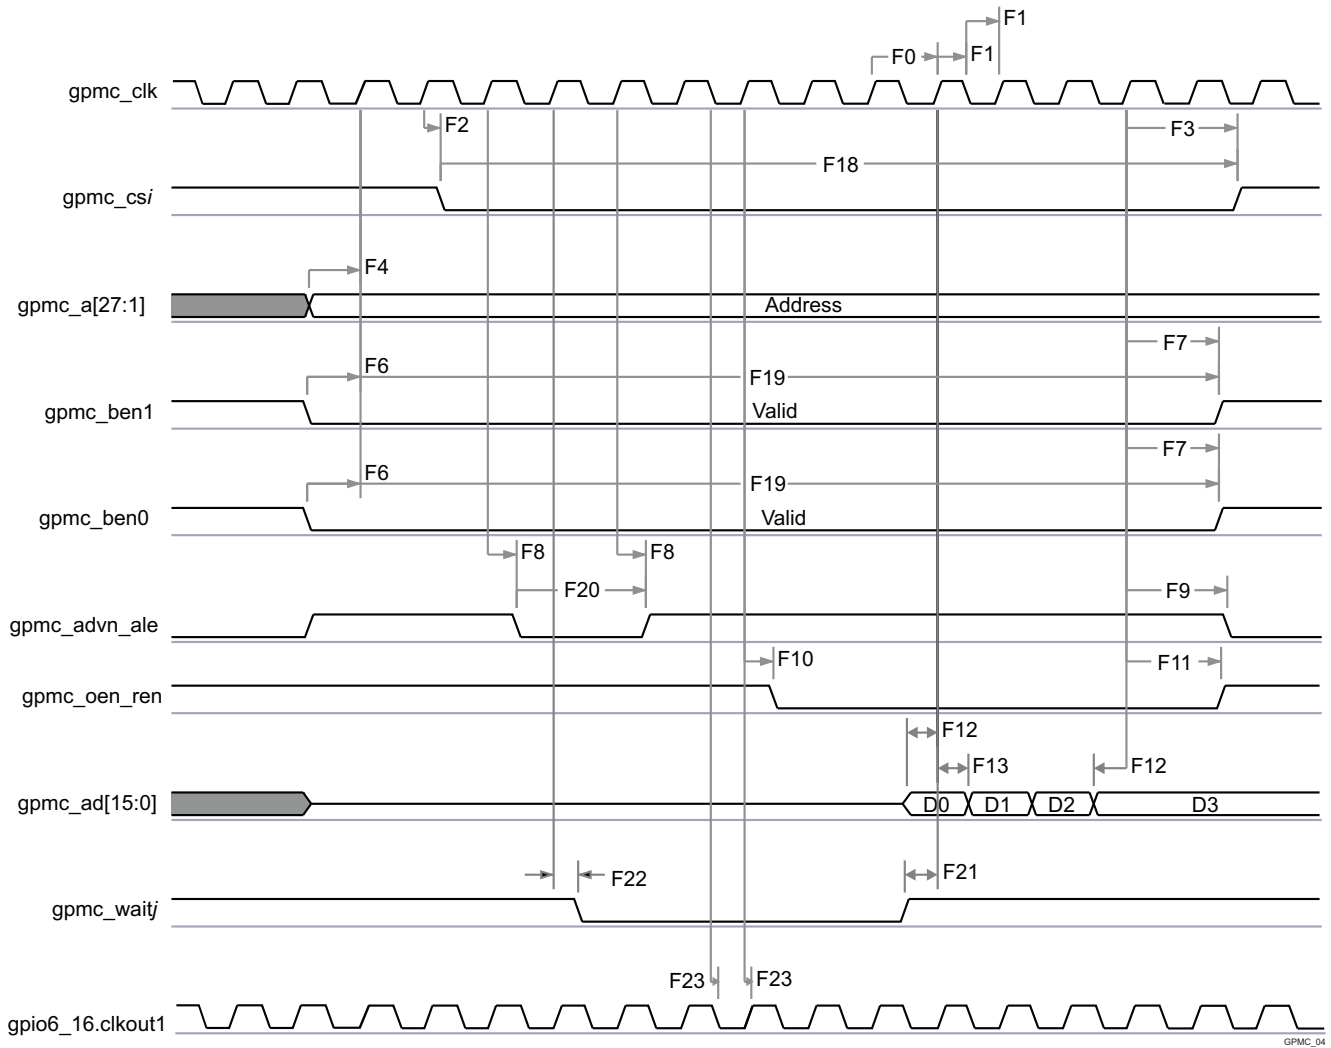 F1
F0 F1
gpmc_clk
F2 F3
F18
gpmc_csi
F4
gpmc_a[27:1] Address
F7
F6 F19
gpmc_ben1 Valid
F7
F6 F19
gpmc_ben0 Valid
F8 F8
F20 F9
gpmc_advn_ale
F10 F11
gpmc_oen_ren
F12
F13 F12
gpmc_ad[15:0] D0 D1 D2 D3
F22 F21
gpmc_waitj
F23 F23
gpio6_16.clkout1
GPMC_04